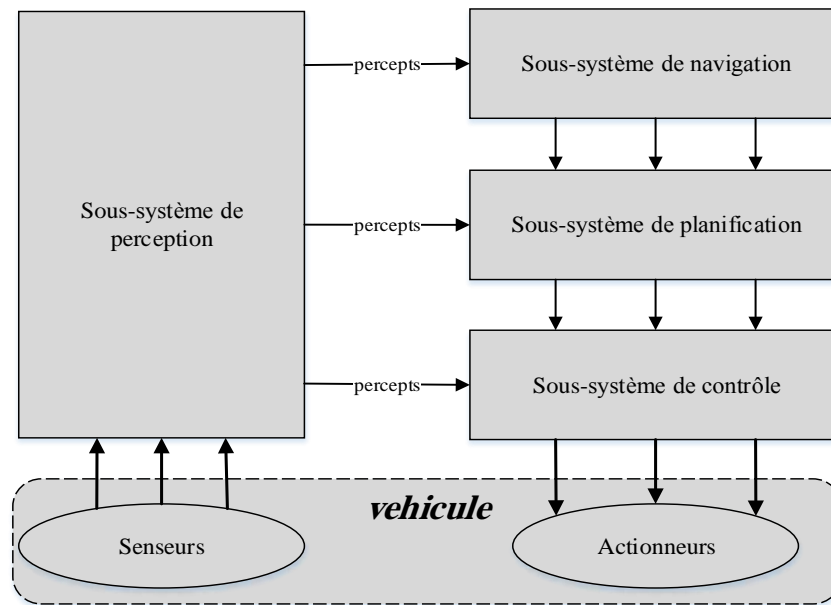 percepts
Sous-système de navigation
Sous-système de
perception
percepts
Sous-système de planification
percepts
Sous-système de contrôle
vehicule
Senseurs
Actionneurs